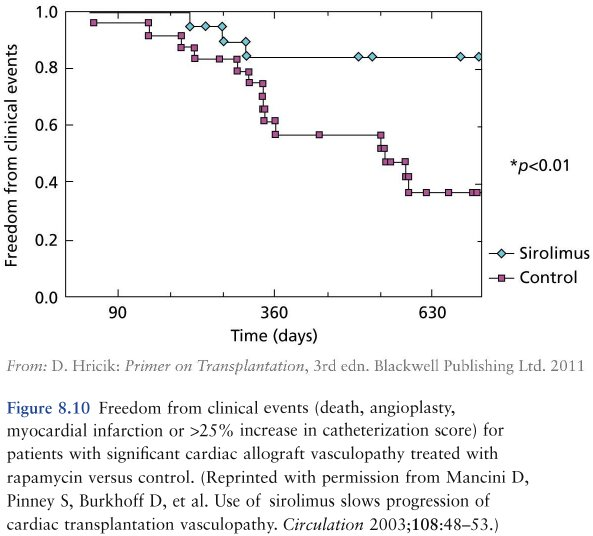 1.0
0.8
0.6
0.4
0.2
0.0
Freedom from clinical events
*p<0.01
Sirolimus
Control
90 360 630
Time (days)
From: D. Hricik: Primer on Transplantation, 3rd edn. Blackwell Publishing Ltd. 2011
Figure 8.10 Freedom from clinical events (death, angioplasty,
myocardial infarction or >25% increase in catheterization score) for
patients with significant cardiac allograft vasculopathy treated with
rapamycin versus control. (Reprinted with permission from Mancini D,
Pinney S, Burkhoff D, et al. Use of sirolimus slows progression of
cardiac transplantation vasculopathy. Circulation 2003;108:48–53.)